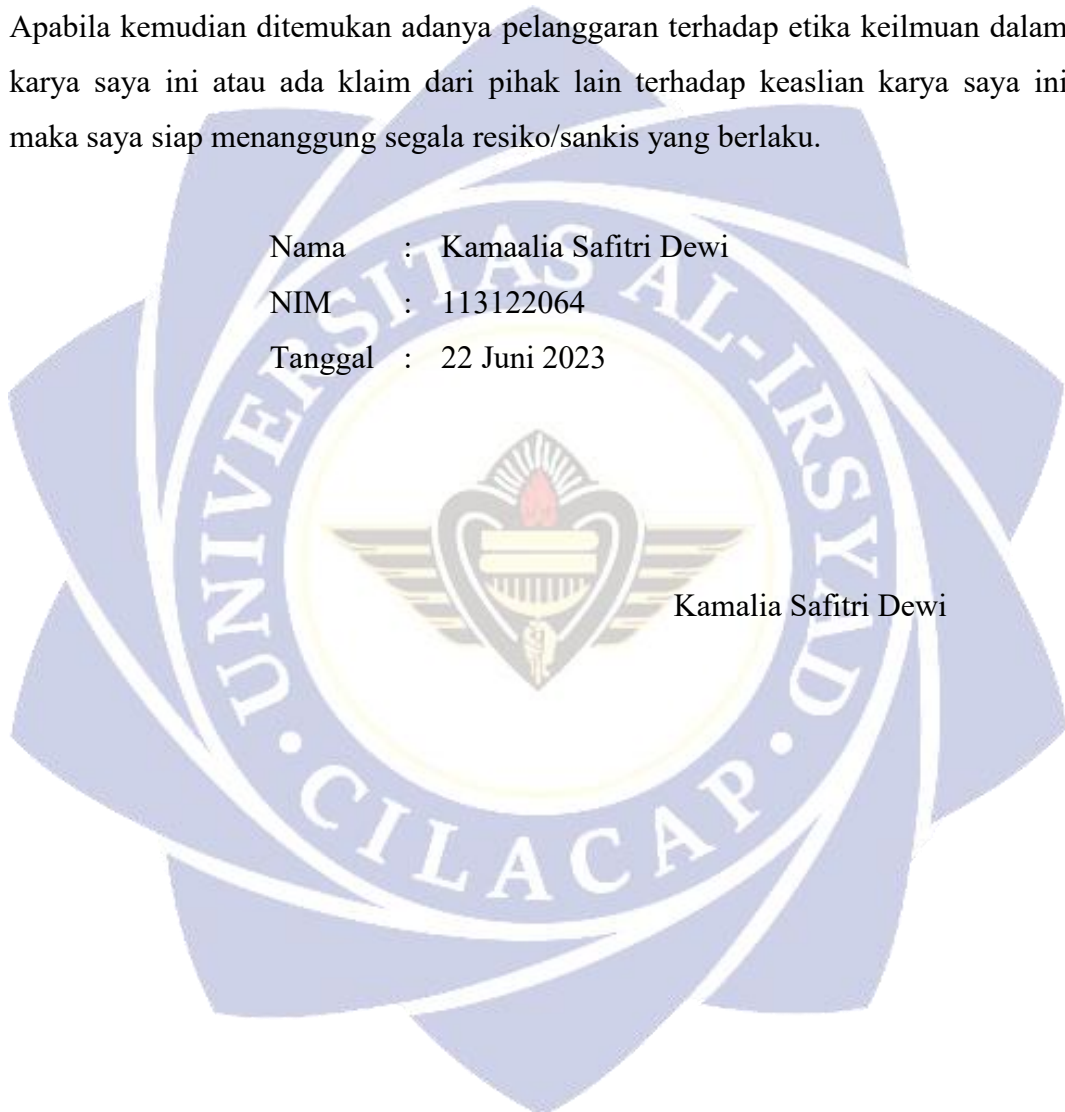 Apabila kemudian ditemukan adanya pelanggaran terhadap etika keilmuan dalam
karya saya ini atau ada klaim dari pihak lain terhadap keaslian karya saya ini
maka saya siap menanggung segala resiko/sankis yang berlaku.
Nama : Kamaalia Safitri Dewi
NIM : 113122064
Tanggal : 22 Juni 2023
Kamalia Safitri Dewi
UNIVERSITAS AL-IRSYAD
• CILACAP •